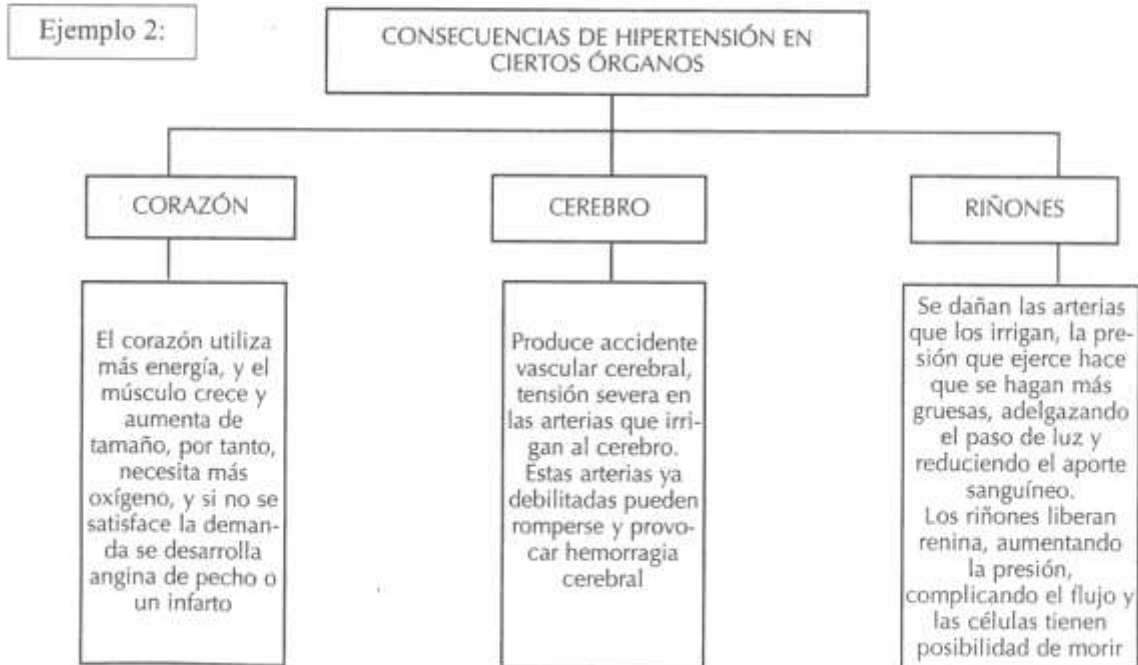 Ejemplo 2:
CONSECUENCIAS DE HIPERTENSIÓN EN
CIERTOS ÓRGANOS
CORAZÓN
El corazón utiliza
más energía, y el
músculo crece y
aumenta de
tamaño, por tanto,
necesita más
oxígeno, y si no se
satisface la deman-
da se desarrolla
angina de pecho o
un infarto
CEREBRO
Produce accidente
vascular cerebral,
tensión severa en
las arterias que irri-
gan al cerebro.
Estas arterias ya
debilitadas pueden
romperse y provo-
car hemorragia
cerebral
RIÑONES
Se dañan las arterias
que los irrigan, la pre-
sión que ejerce hace
que se hagan más
gruesas, adelgazando
el paso de luz y
reduciendo el aporte
sanguíneo.
Los riñones liberan
renina, aumentando
la presión,
complicando el flujo y
las células tienen
posibilidad de morir